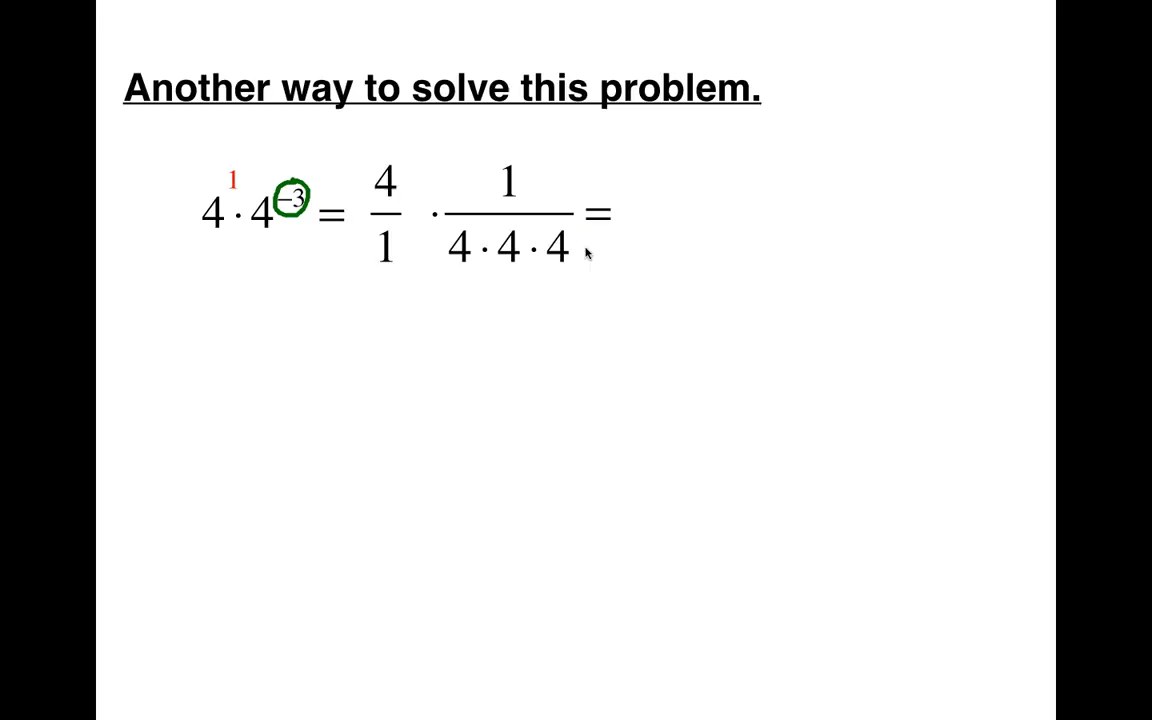 Another way to solve this problem.
4¹ · 4⁻³ = 4/1 · 1/(4 · 4 · 4) =